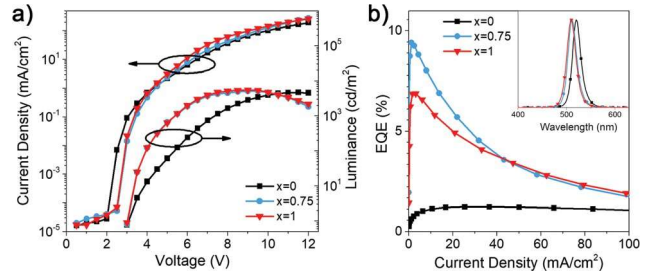 a)
Current Density (mA/cm²)
10¹
10⁻¹
10⁻³
10⁻⁵
x=0
x=0.75
x=1
2 4 6 8 10 12
Voltage (V)
10⁵
10³
10¹
Luminance (cd/m²)
b)
EQE (%)
10
5
0
x=0
x=0.75
x=1
400 500 600
Wavelength (nm)
0 20 40 60 80 100
Current Density (mA/cm²)